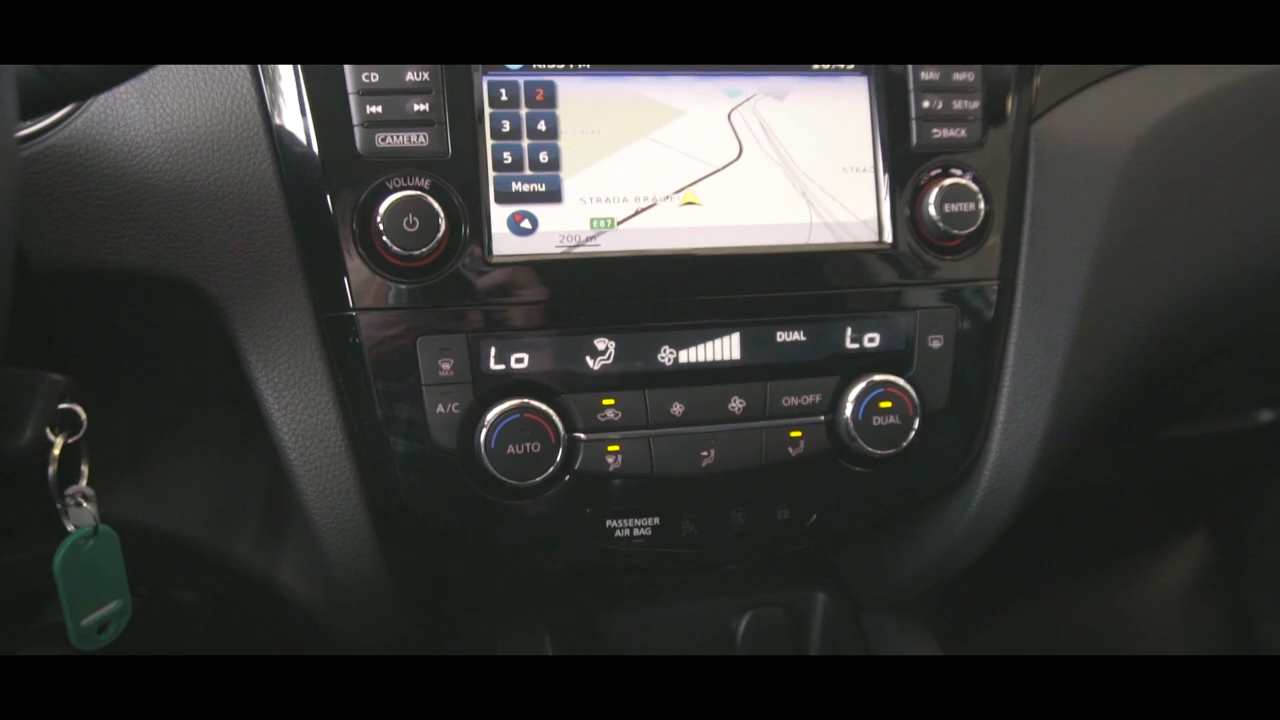 CD AUX
CAMERA
VOLUME
1 2
3 4
5 6
Menu
E87
200 m
STRADA
NAV INFO
SETUP
BACK
ENTER
Lo
DUAL
Lo
MAX
A/C
AUTO
ON·OFF
DUAL
PASSENGER
AIR BAG